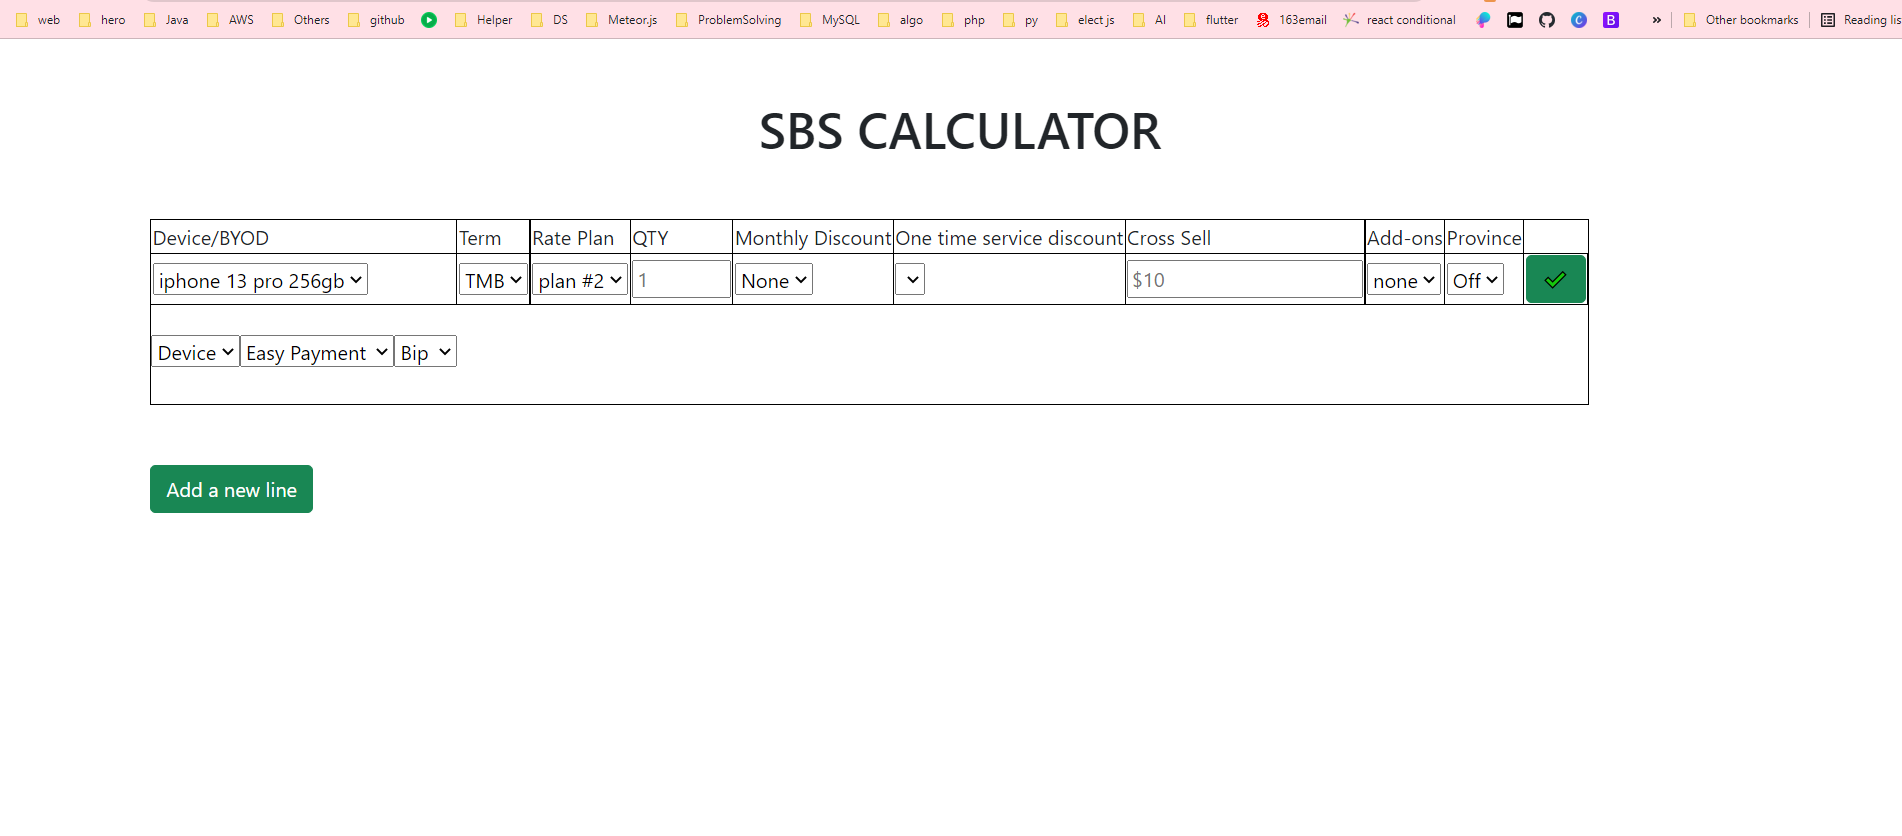 web hero Java AWS Others github Helper DS Meteor.js ProblemSolving MySQL algo php py elect js AI flutter 163email react conditional C B » Other bookmarks Reading lis
SBS CALCULATOR
Device/BYOD Term Rate Plan QTY Monthly Discount One time service discount Cross Sell Add-ons Province
iphone 13 pro 256gb TMB plan #2 1 None $10 none Off
Device Easy Payment Bip
Add a new line